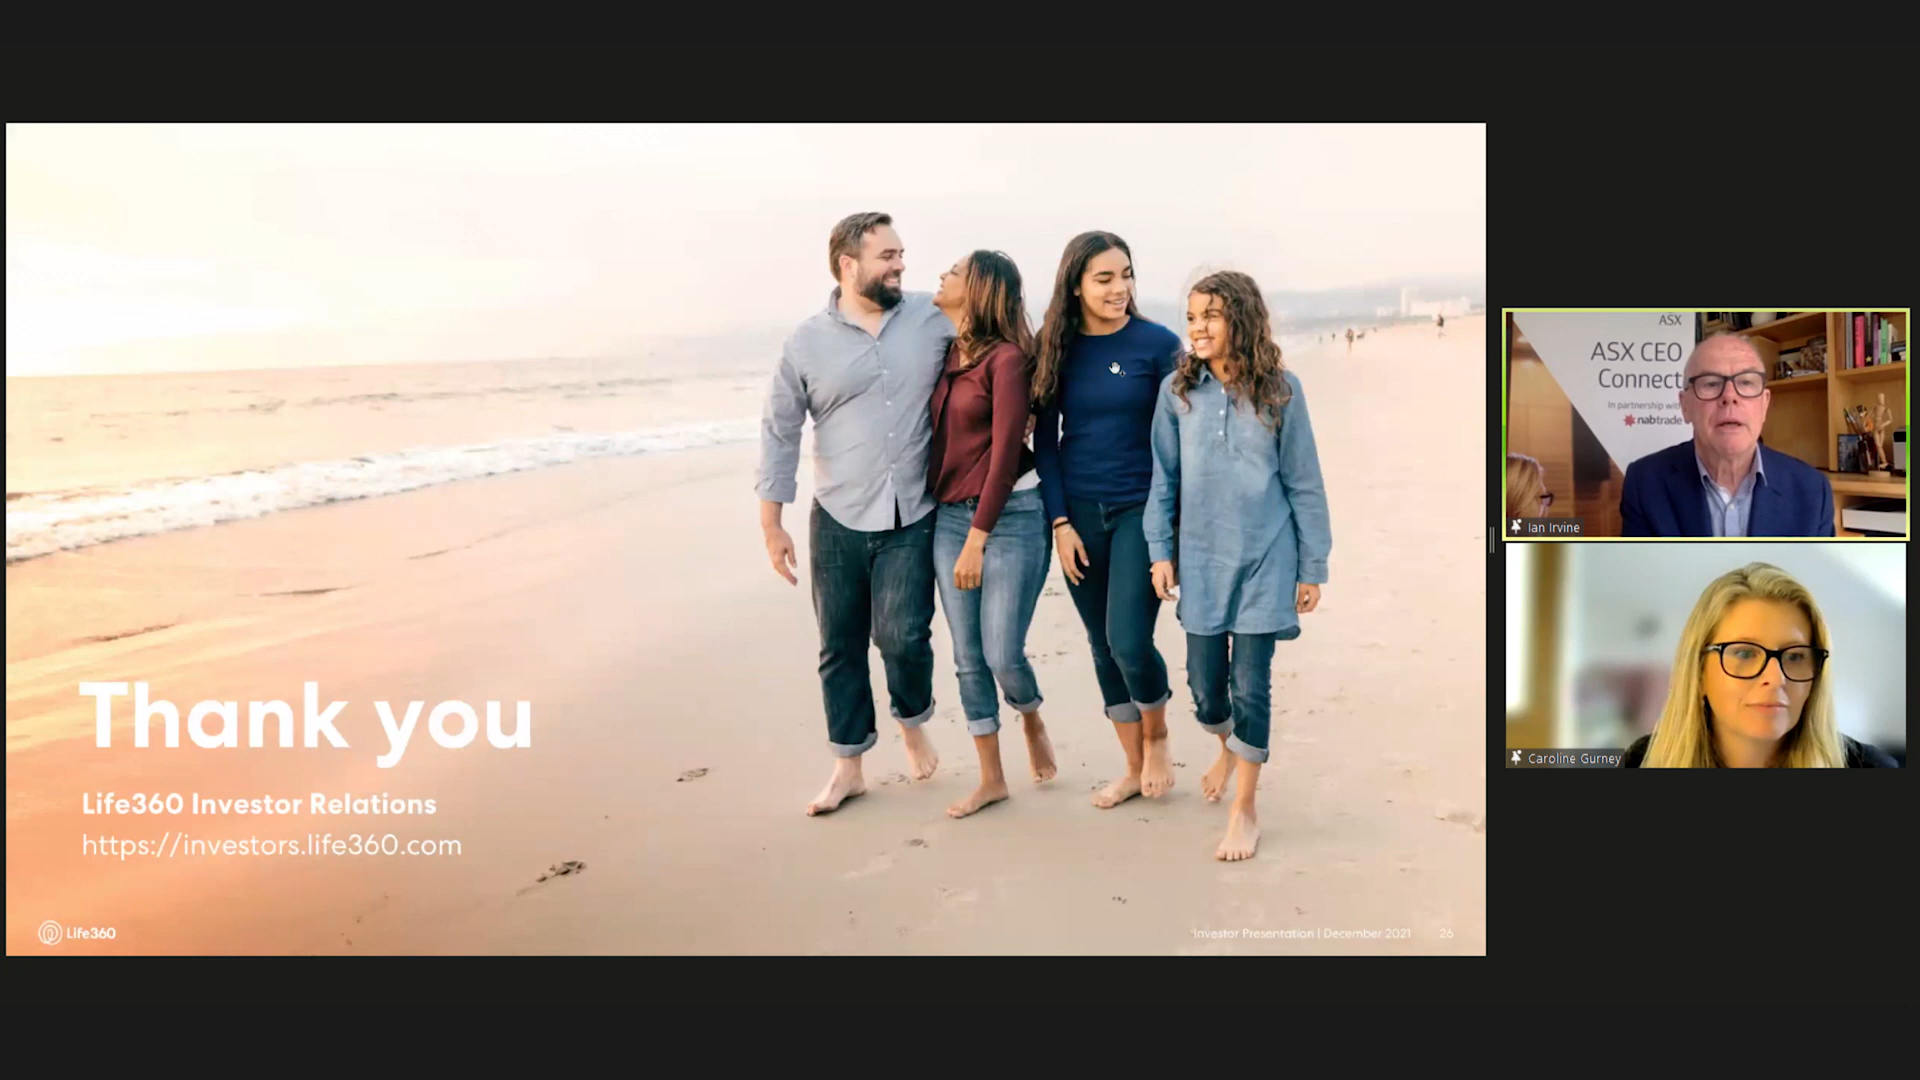 Thank you
Life360 Investor Relations
https://investors.life360.com
Life360
Investor Presentation | December 2021
26
ASX
ASX CEO
Connect
In partnership with
nabtrade
Ian Irvine
Caroline Gurney